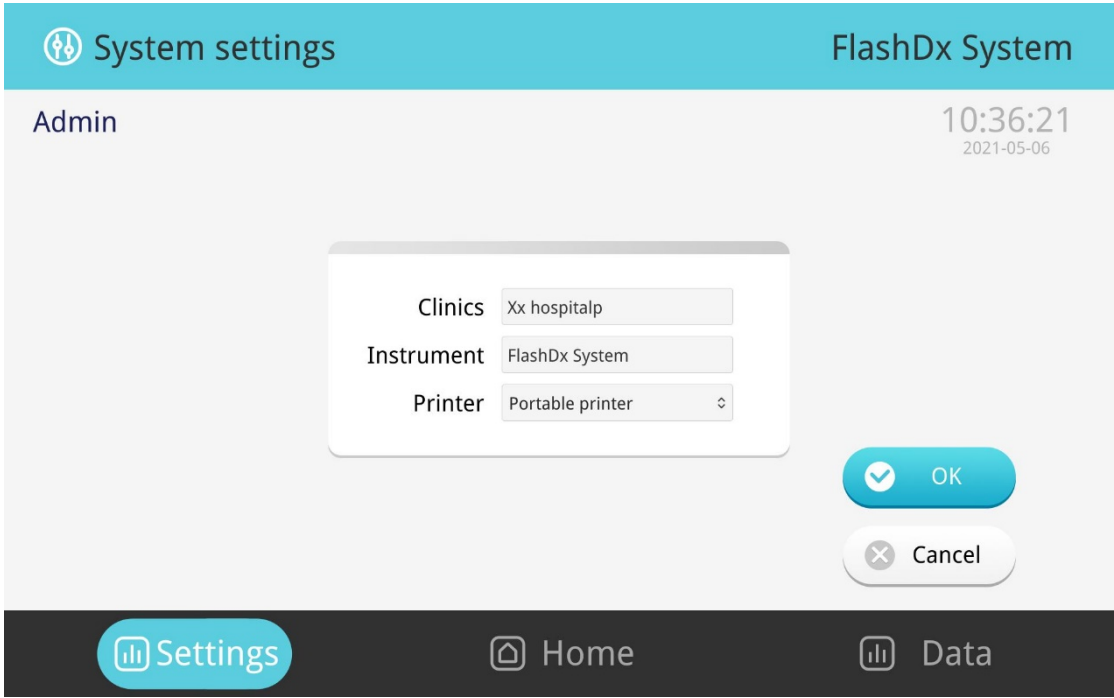 System settings
FlashDx System
Admin
10:36:21
2021-05-06
Clinics Xx hospitalp
Instrument FlashDx System
Printer Portable printer
OK
Cancel
Settings
Home
Data